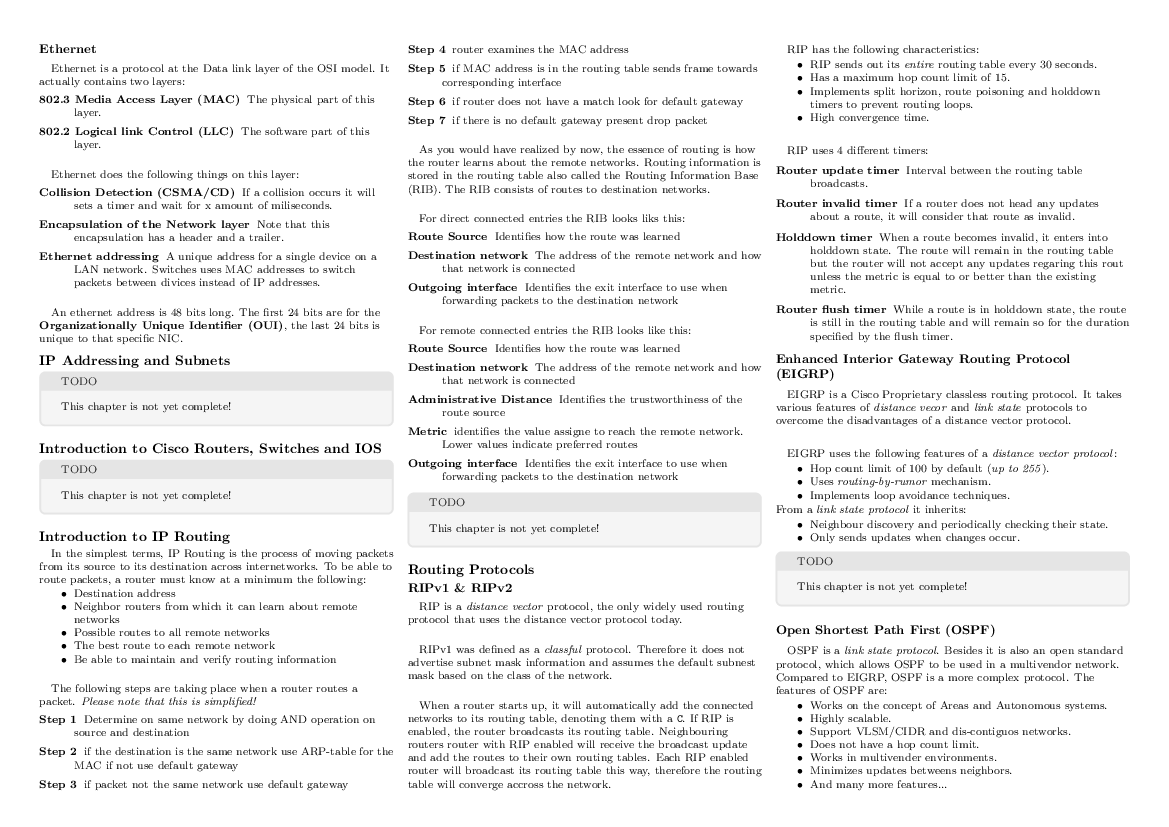 Ethernet
Ethernet is a protocol at the Data link layer of the OSI model. It
actually contains two layers:
802.3 Media Access Layer (MAC) The physical part of this
layer.
802.2 Logical link Control (LLC) The software part of this
layer.
Ethernet does the following things on this layer:
Collision Detection (CSMA/CD) If a collision occurs it will
sets a timer and wait for x amount of miliseconds.
Encapsulation of the Network layer Note that this
encapsulation has a header and a trailer.
Ethernet addressing A unique address for a single device on a
LAN network. Switches uses MAC addresses to switch
packets between divices instead of IP addresses.
An ethernet address is 48 bits long. The first 24 bits are for the
Organizationally Unique Identifier (OUI), the last 24 bits is
unique to that specific NIC.
IP Addressing and Subnets
TODO
This chapter is not yet complete!
Introduction to Cisco Routers, Switches and IOS
TODO
This chapter is not yet complete!
Introduction to IP Routing
In the simplest terms, IP Routing is the process of moving packets
from its source to its destination across internetworks. To be able to
route packets, a router must know at a minimum the following:
• Destination address
• Neighbor routers from which it can learn about remote
networks
• Possible routes to all remote networks
• The best route to each remote network
• Be able to maintain and verify routing information
The following steps are taking place when a router routes a
packet. Please note that this is simplified!
Step 1 Determine on same network by doing AND operation on
source and destination
Step 2 if the destination is the same network use ARP-table for the
MAC if not use default gateway
Step 3 if packet not the same network use default gateway
Step 4 router examines the MAC address
Step 5 if MAC address is in the routing table sends frame towards
corresponding interface
Step 6 if router does not have a match look for default gateway
Step 7 if there is no default gateway present drop packet
As you would have realized by now, the essence of routing is how
the router learns about the remote networks. Routing information is
stored in the routing table also called the Routing Information Base
(RIB). The RIB consists of routes to destination networks.
For direct connected entries the RIB looks liks this:
Route Source Identifies how the route was learned
Destination network The address of the remote network and how
that network is connected
Outgoing interface Identifies the exit interface to use when
forwarding packets to the destination network
For remote connected entries the RIB looks like this:
Route Source Identifies how the route was learned
Destination network The address of the remote network and how
that network is connected
Administrative Distance Identifies the trustworthiness of the
route source
Metric identifies the value assigne to reach the remote network.
Lower values indicate preferred routes
Outgoing interface Identifies the exit interface to use when
forwarding packets to the destination network
TODO
This chapter is not yet complete!
Routing Protocols
RIPv1 & RIPv2
RIP is a distance vector protocol, the only widely used routing
protocol that uses the distance vector protocol today.
RIPv1 was defined as a classful protocol. Therefore it does not
advertise subnet mask information and assumes the default subnest
mask based on the class of the network.
When a router starts up, it will automatically add the connected
networks to its routing table, denoting them with a C. If RIP is
enabled, the router broadcasts its routing table. Neighbouring
routers router with RIP enabled will receive the broadcast update
and add the routes to their own routing tables. Each RIP enabled
router will broadcast its routing table this way, therefore the routing
table will converge accross the network.
RIP has the following characteristics:
• RIP sends out its entire routing table every 30 seconds.
• Has a maximum hop count limit of 15.
• Implements split horizon, route poisoning and holddown
timers to prevent routing loops.
• High convergence time.
RIP uses 4 different timers:
Router update timer Interval between the routing table
broadcasts.
Router invalid timer If a router does not head any updates
about a route, it will consider that route as invalid.
Holddown timer When a route becomes invalid, it enters into
holddown state. The route will remain in the routing table
but the router will not accept any updates regaring this rout
unless the metric is equal to or better than the existing
metric.
Router flush timer While a route is in holddown state, the route
is still in the routing table and will remain so for the duration
specified by the flush timer.
Enhanced Interior Gateway Routing Protocol
(EIGRP)
EIGRP is a Cisco Proprietary classless routing protocol. It takes
various features of distance vecor and link state protocols to
overcome the disadvantages of a distance vector protocol.
EIGRP uses the following features of a distance vector protocol:
• Hop count limit of 100 by default (up to 255).
• Uses routing-by-rumor mechanism.
• Implements loop avoidance techniques.
From a link state protocol it inherits:
• Neighbour discovery and periodically checking their state.
• Only sends updates when changes occur.
TODO
This chapter is not yet complete!
Open Shortest Path First (OSPF)
OSPF is a link state protocol. Besides it is also an open standard
protocol, which allows OSPF to be used in a multivendor network.
Compared to EIGRP, OSPF is a more complex protocol. The
features of OSPF are:
• Works on the concept of Areas and Autonomous systems.
• Highly scalable.
• Support VLSM/CIDR and dis-contiguos networks.
• Does not have a hop count limit.
• Works in multivender environments.
• Minimizes updates betweens neighbors.
• And many more features...